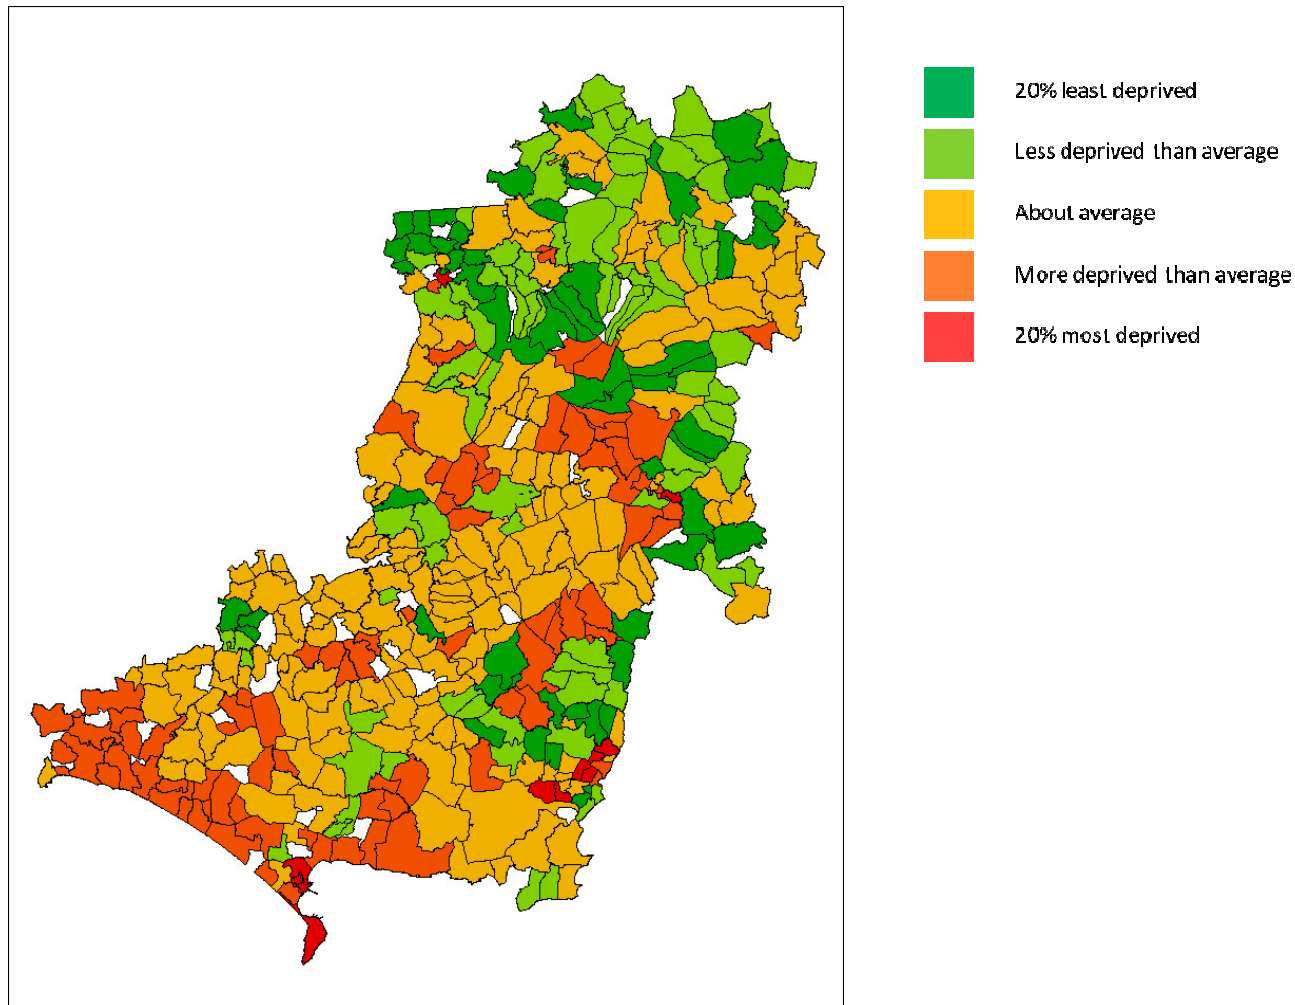 20% least deprived
Less deprived than average
About average
More deprived than average
20% most deprived